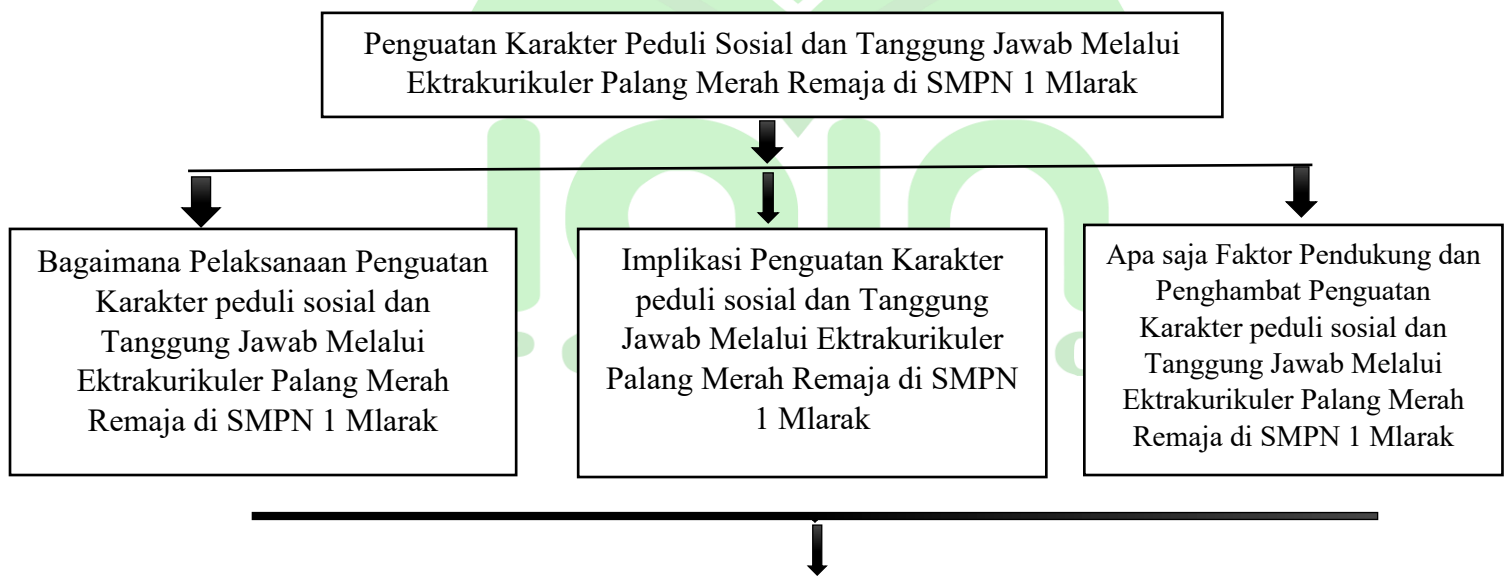 Penguatan Karakter Peduli Sosial dan Tanggung Jawab Melalui
Ektrakurikuler Palang Merah Remaja di SMPN 1 Mlarak
Bagaimana Pelaksanaan Penguatan
Karakter peduli sosial dan
Tanggung Jawab Melalui
Ektrakurikuler Palang Merah
Remaja di SMPN 1 Mlarak
Implikasi Penguatan Karakter
peduli sosial dan Tanggung
Jawab Melalui Ektrakurikuler
Palang Merah Remaja di SMPN
1 Mlarak
Apa saja Faktor Pendukung dan
Penghambat Penguatan
Karakter peduli sosial dan
Tanggung Jawab Melalui
Ektrakurikuler Palang Merah
Remaja di SMPN 1 Mlarak